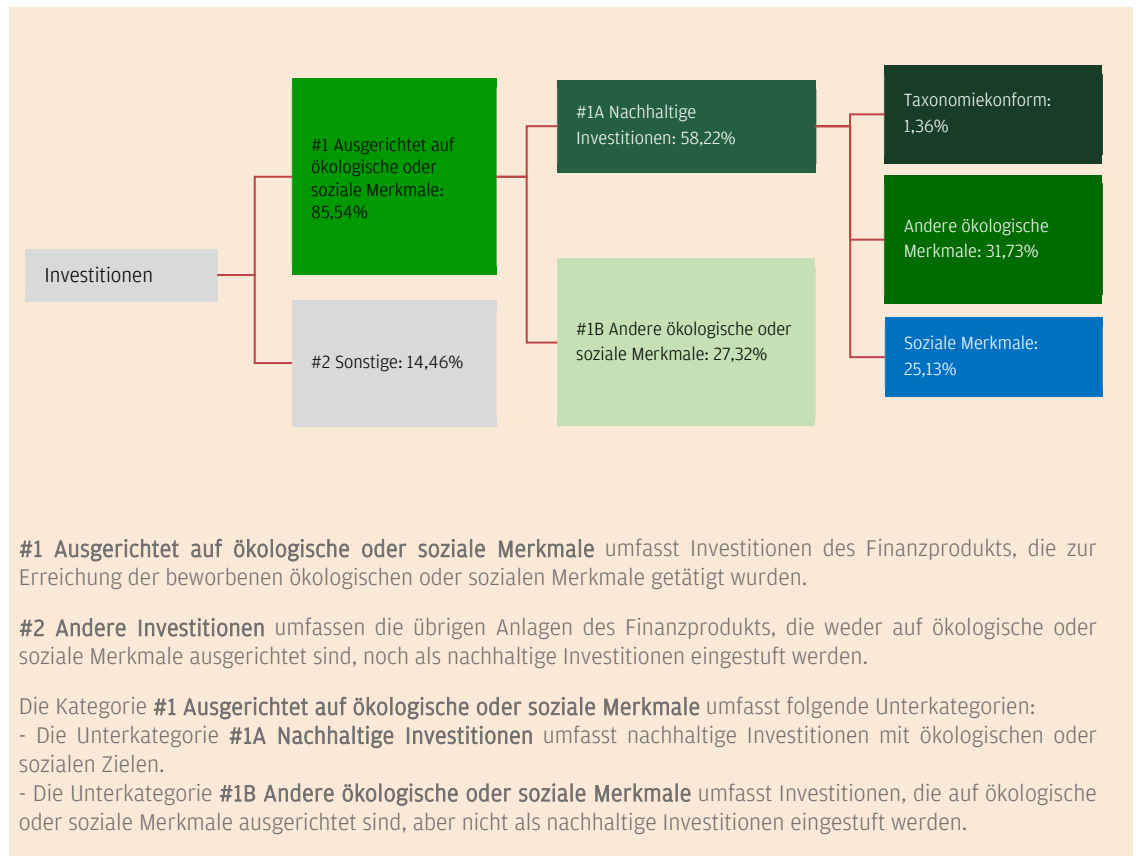 Investitionen
#1 Ausgerichtet auf
ökologische oder
soziale Merkmale:
85,54%
#2 Sonstige: 14,46%
#1A Nachhaltige
Investitionen: 58,22%
#1B Andere ökologische oder
soziale Merkmale: 27,32%
Taxonomiekonform:
1,36%
Andere ökologische
Merkmale: 31,73%
Soziale Merkmale:
25,13%
#1 Ausgerichtet auf ökologische oder soziale Merkmale umfasst Investitionen des Finanzprodukts, die zur
Erreichung der beworbenen ökologischen oder sozialen Merkmale getätigt wurden.
#2 Andere Investitionen umfassen die übrigen Anlagen des Finanzprodukts, die weder auf ökologische oder
soziale Merkmale ausgerichtet sind, noch als nachhaltige Investitionen eingestuft werden.
Die Kategorie #1 Ausgerichtet auf ökologische oder soziale Merkmale umfasst folgende Unterkategorien:
- Die Unterkategorie #1A Nachhaltige Investitionen umfasst nachhaltige Investitionen mit ökologischen oder
sozialen Zielen.
- Die Unterkategorie #1B Andere ökologische oder soziale Merkmale umfasst Investitionen, die auf ökologische
oder soziale Merkmale ausgerichtet sind, aber nicht als nachhaltige Investitionen eingestuft werden.